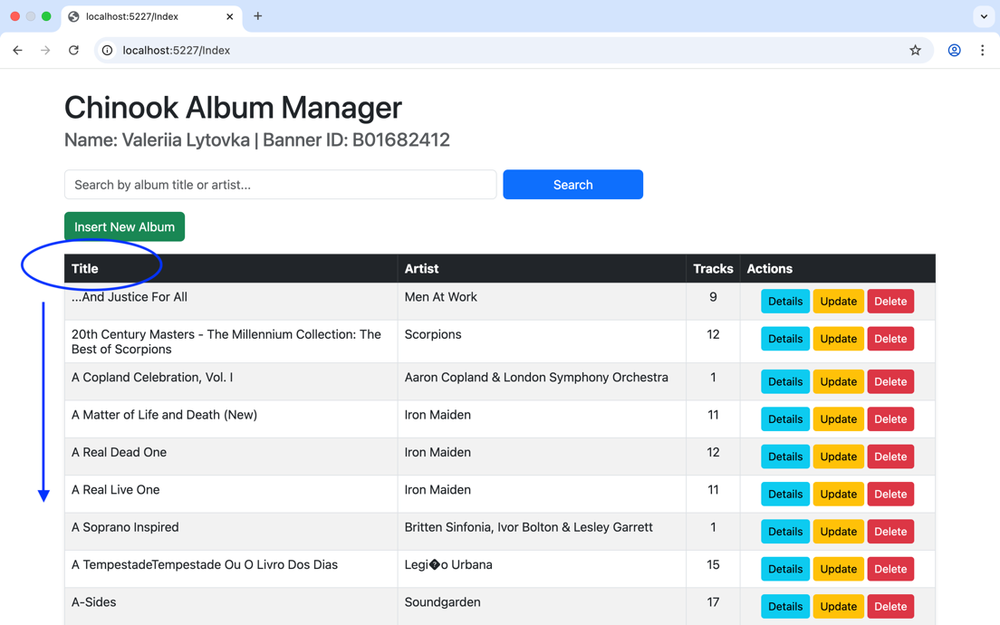 localhost:5227/Index
localhost:5227/Index
Chinook Album Manager
Name: Valeriia Lytovka | Banner ID: B01682412
Search by album title or artist...
Search
Insert New Album
Title Artist Tracks Actions
...And Justice For All Men At Work 9 Details Update Delete
20th Century Masters - The Millennium Collection: The
Best of Scorpions Scorpions 12 Details Update Delete
A Copland Celebration, Vol. I Aaron Copland & London Symphony Orchestra 1 Details Update Delete
A Matter of Life and Death (New) Iron Maiden 11 Details Update Delete
A Real Dead One Iron Maiden 12 Details Update Delete
A Real Live One Iron Maiden 11 Details Update Delete
A Soprano Inspired Britten Sinfonia, Ivor Bolton & Lesley Garrett 1 Details Update Delete
A TempestadeTempestade Ou O Livro Dos Dias Legi�o Urbana 15 Details Update Delete
A-Sides Soundgarden 17 Details Update Delete